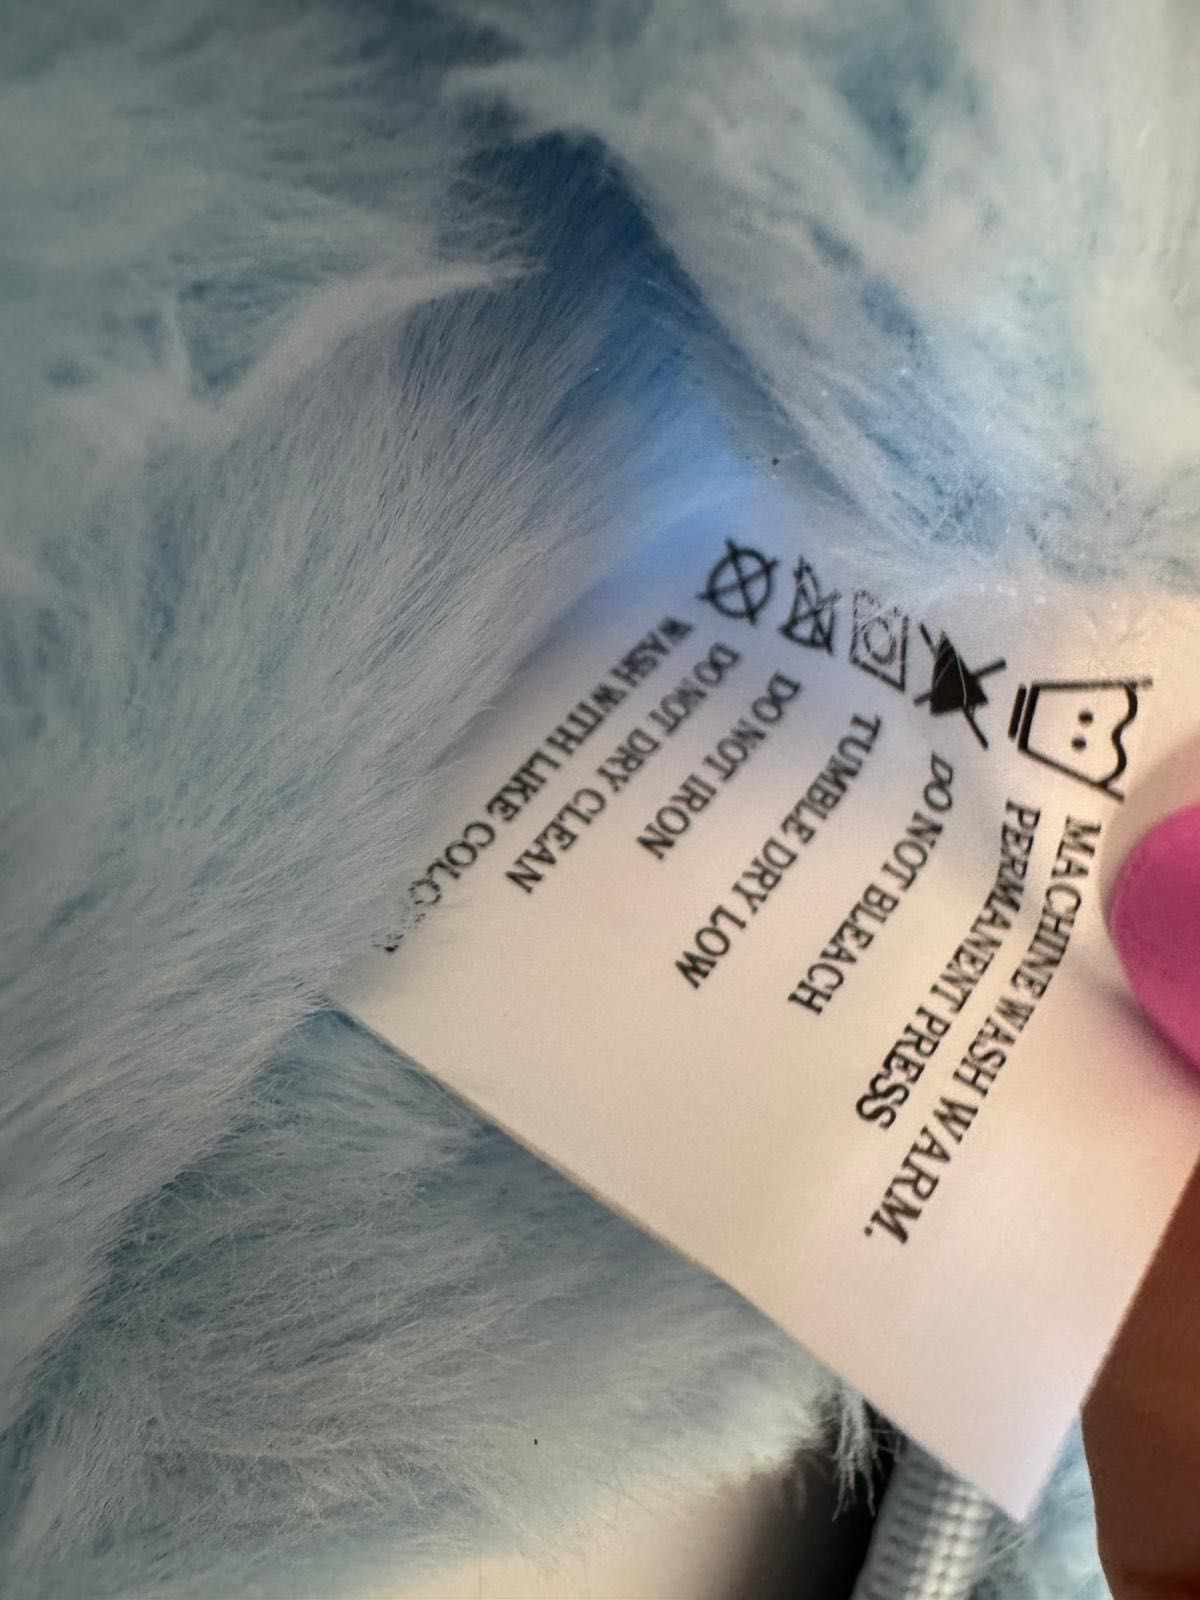 MACHINE WASH WARM.
PERMANENT PRESS
DO NOT BLEACH
TUMBLE DRY LOW
DO NOT IRON
DO NOT DRY CLEAN
WASH WITH LIKE